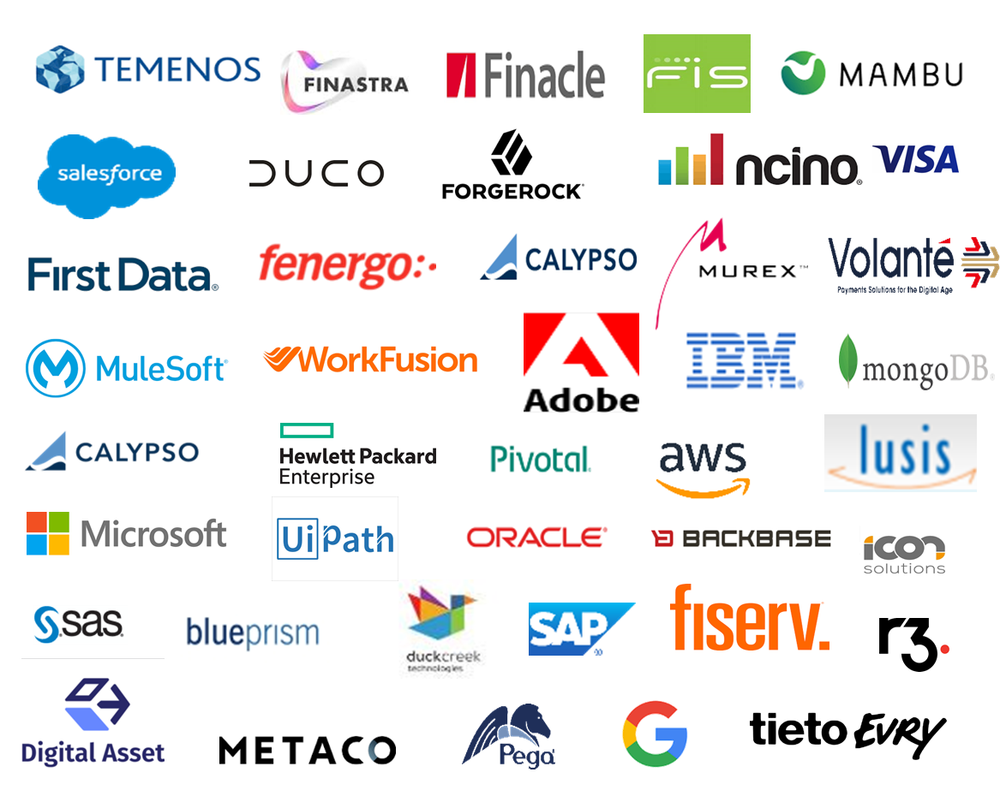 TEMENOS
FINASTRA
Finacle
FIS
MAMBU
salesforce
DUCO
FORGEROCK®
ncino®
VISA
First Data®
fenergo
CALYPSO
MUREX™
Volanté
Payments Solutions for the Digital Age
MuleSoft®
WorkFusion
Adobe
IBM®
mongoDB®
CALYPSO
Hewlett Packard
Enterprise
Pivotal
aws
lusis
Microsoft
UiPath
ORACLE®
BACKBASE
icon
solutions
sas
blueprism
duckcreek
technologies
SAP
fiserv.
r3.
Digital Asset
METACO
Pega
G
tieto EVRY